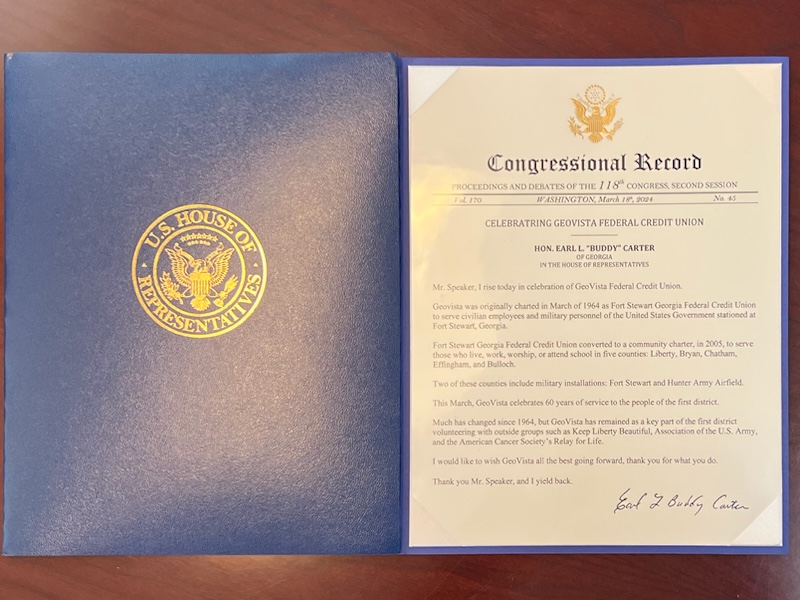 U.S. HOUSE OF
REPRESENTATIVES
Congressional Record
PROCEEDINGS AND DEBATES OF THE 118th CONGRESS, SECOND SESSION
Vol. 170 WASHINGTON, March 18th, 2024 No. 45
CELEBRATRING GEOVISTA FEDERAL CREDIT UNION
HON. EARL L. "BUDDY" CARTER
OF GEORGIA
IN THE HOUSE OF REPRESENTATIVES
Mr. Speaker, I rise today in celebration of GeoVista Federal Credit Union.
Geovista was originally charted in March of 1964 as Fort Stewart Georgia Federal Credit Union
to serve civilian employees and military personnel of the United States Government stationed at
Fort Stewart, Georgia.
Fort Stewart Georgia Federal Credit Union converted to a community charter, in 2005, to serve
those who live, work, worship, or attend school in five counties: Liberty, Bryan, Chatham,
Effingham, and Bulloch.
Two of these counties include military installations: Fort Stewart and Hunter Army Airfield.
This March, GeoVista celebrates 60 years of service to the people of the first district.
Much has changed since 1964, but GeoVista has remained as a key part of the first district
volunteering with outside groups such as Keep Liberty Beautiful, Association of the U.S. Army,
and the American Cancer Society's Relay for Life.
I would like to wish GeoVista all the best going forward, thank you for what you do.
Thank you Mr. Speaker, and I yield back.
Earl L Buddy Carter